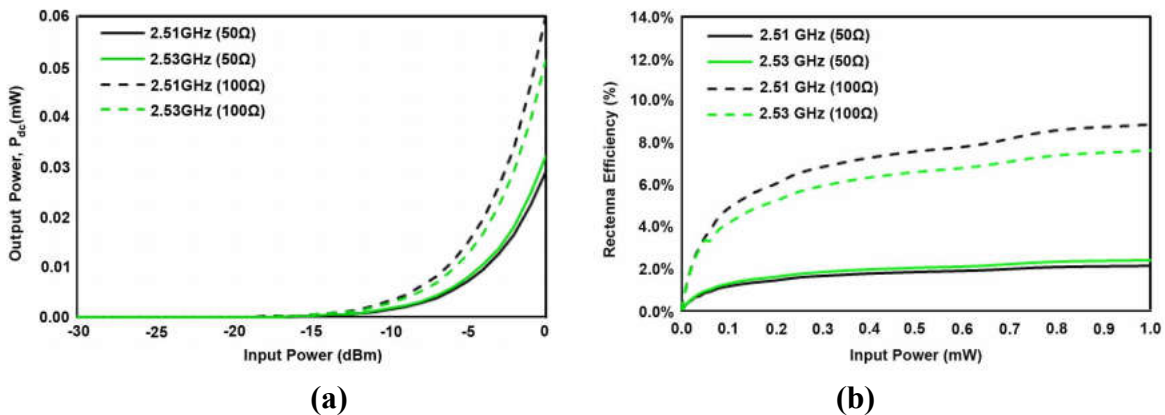 0.06
0.05
0.04
0.03
0.02
0.01
0.00
Output Power, Pdc(mW)
2.51GHz (50Ω)
2.53GHz (50Ω)
2.51GHz (100Ω)
2.53GHz (100Ω)
-30 -25 -20 -15 -10 -5 0
Input Power (dBm)
(a)
14.0%
12.0%
10.0%
8.0%
6.0%
4.0%
2.0%
0.0%
Rectenna Efficiency (%)
2.51 GHz (50Ω)
2.53 GHz (50Ω)
2.51 GHz (100Ω)
2.53 GHz (100Ω)
0.0 0.1 0.2 0.3 0.4 0.5 0.6 0.7 0.8 0.9 1.0
Input Power (mW)
(b)